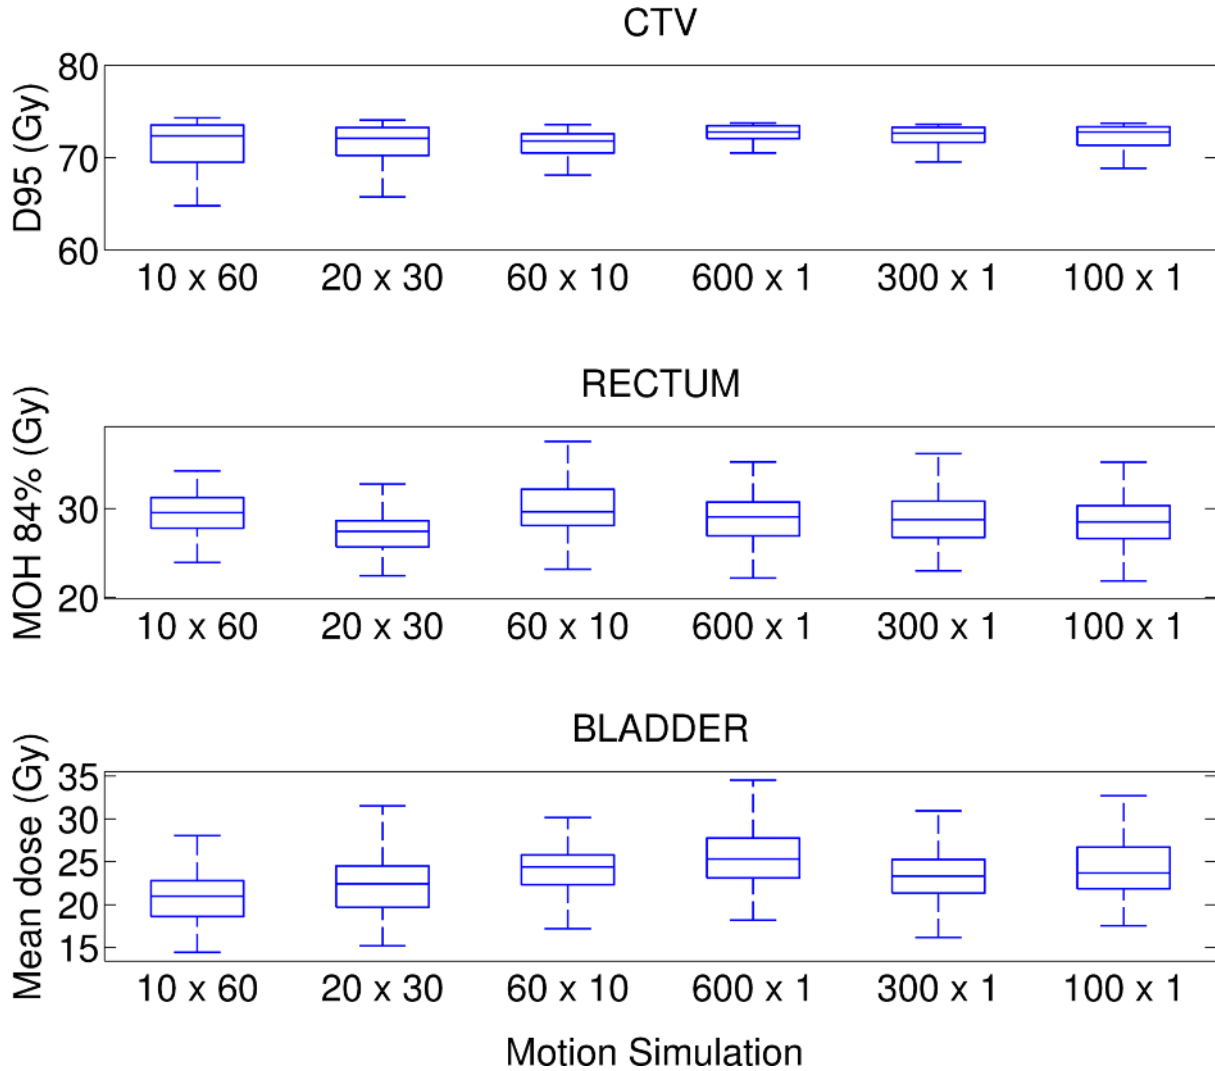 CTV
D95 (Gy)
80
70
60
10 x 60 20 x 30 60 x 10 600 x 1 300 x 1 100 x 1
RECTUM
MOH 84% (Gy)
30
20
10 x 60 20 x 30 60 x 10 600 x 1 300 x 1 100 x 1
BLADDER
Mean dose (Gy)
35
30
25
20
15
10 x 60 20 x 30 60 x 10 600 x 1 300 x 1 100 x 1
Motion Simulation